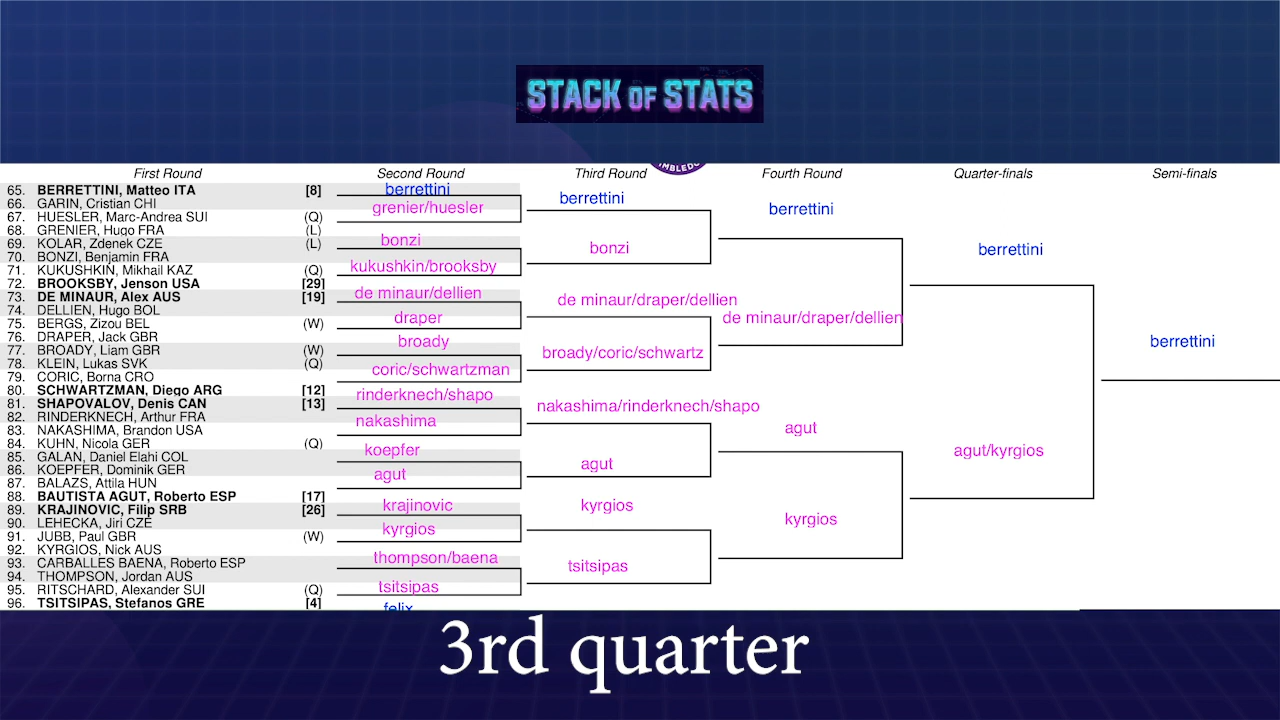 STACK OF STATS
First Round Second Round Third Round Fourth Round Quarter-finals Semi-finals
65. BERRETTINI, Matteo ITA [8] berrettini
66. GARIN, Cristian CHI
67. HUESLER, Marc-Andrea SUI (Q) grenier/huesler
68. GRENIER, Hugo FRA (L)
69. KOLAR, Zdenek CZE (L) bonzi
70. BONZI, Benjamin FRA
71. KUKUSHKIN, Mikhail KAZ (Q) kukushkin/brooksby
72. BROOKSBY, Jenson USA [29]
73. DE MINAUR, Alex AUS [19] de minaur/dellien
74. DELLIEN, Hugo BOL
75. BERGS, Zizou BEL (W) draper
76. DRAPER, Jack GBR
77. BROADY, Liam GBR (W) broady
78. KLEIN, Lukas SVK (Q)
79. CORIC, Borna CRO coric/schwartzman
80. SCHWARTZMAN, Diego ARG [12]
81. SHAPOVALOV, Denis CAN [13] rinderknech/shapo
82. RINDERKNECH, Arthur FRA
83. NAKASHIMA, Brandon USA nakashima
84. KUHN, Nicola GER (Q)
85. GALAN, Daniel Elahi COL koepfer
86. KOEPFER, Dominik GER
87. BALAZS, Attila HUN agut
88. BAUTISTA AGUT, Roberto ESP [17]
89. KRAJINOVIC, Filip SRB [26] krajinovic
90. LEHECKA, Jiri CZE
91. JUBB, Paul GBR (W) kyrgios
92. KYRGIOS, Nick AUS
93. CARBALLES BAENA, Roberto ESP thompson/baena
94. THOMPSON, Jordan AUS
95. RITSCHARD, Alexander SUI (Q) tsitsipas
96. TSITSIPAS, Stefanos GRE [4]
felix
berrettini
bonzi
de minaur/draper/dellien
broady/coric/schwartz
nakashima/rinderknech/shapo
agut
kyrgios
tsitsipas
berrettini
de minaur/draper/dellien
agut
kyrgios
berrettini
agut/kyrgios
berrettini
3rd quarter